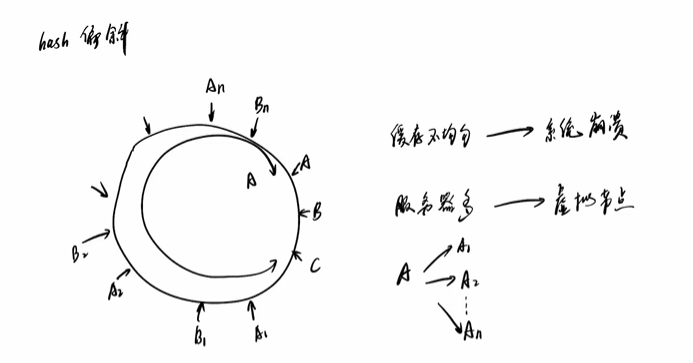 hash 偏斜
An
Bn
A
A
B
B₂
C
A₂
B₁
A₁
缓存不均匀 → 系统崩溃
服务器多 → 虚拟节点
A₁
A → A₂
An